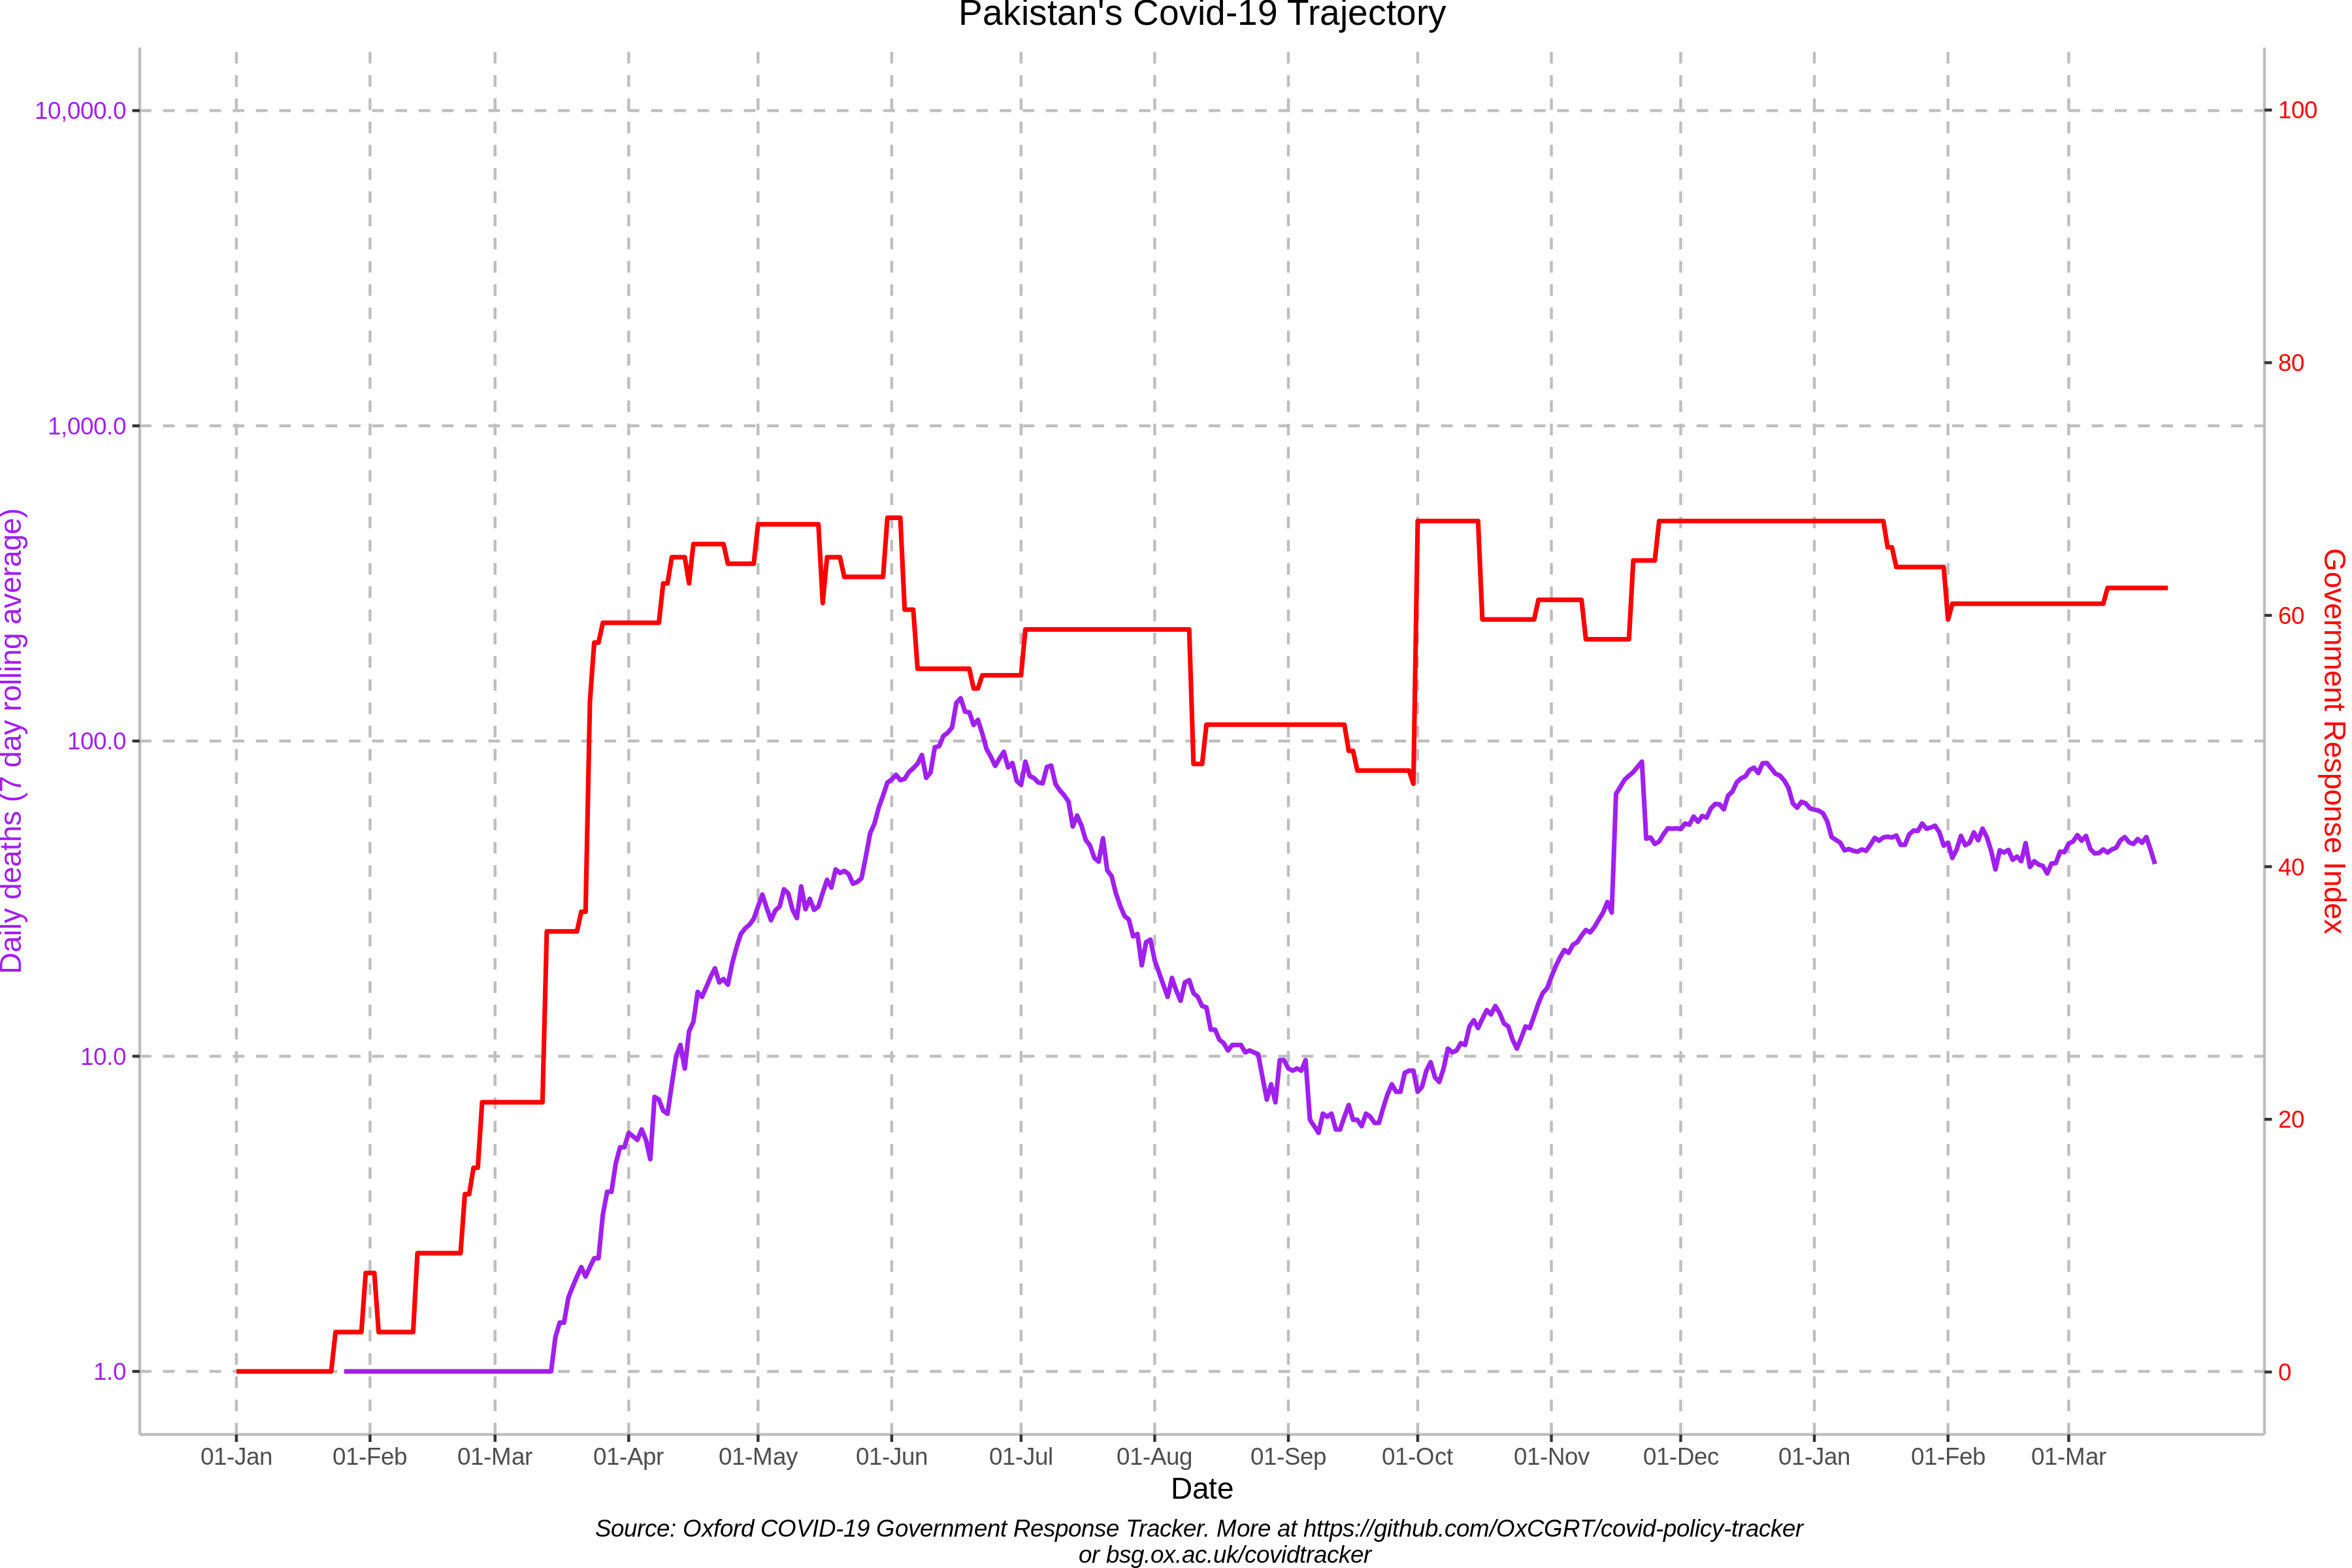 Pakistan's Covid-19 Trajectory
Daily deaths (7 day rolling average)
10,000.0
1,000.0
100.0
10.0
1.0
100
80
60
40
20
0
Government Response Index
01-Jan 01-Feb 01-Mar 01-Apr 01-May 01-Jun 01-Jul 01-Aug 01-Sep 01-Oct 01-Nov 01-Dec 01-Jan 01-Feb 01-Mar
Date
Source: Oxford COVID-19 Government Response Tracker. More at https://github.com/OxCGRT/covid-policy-tracker
or bsg.ox.ac.uk/covidtracker